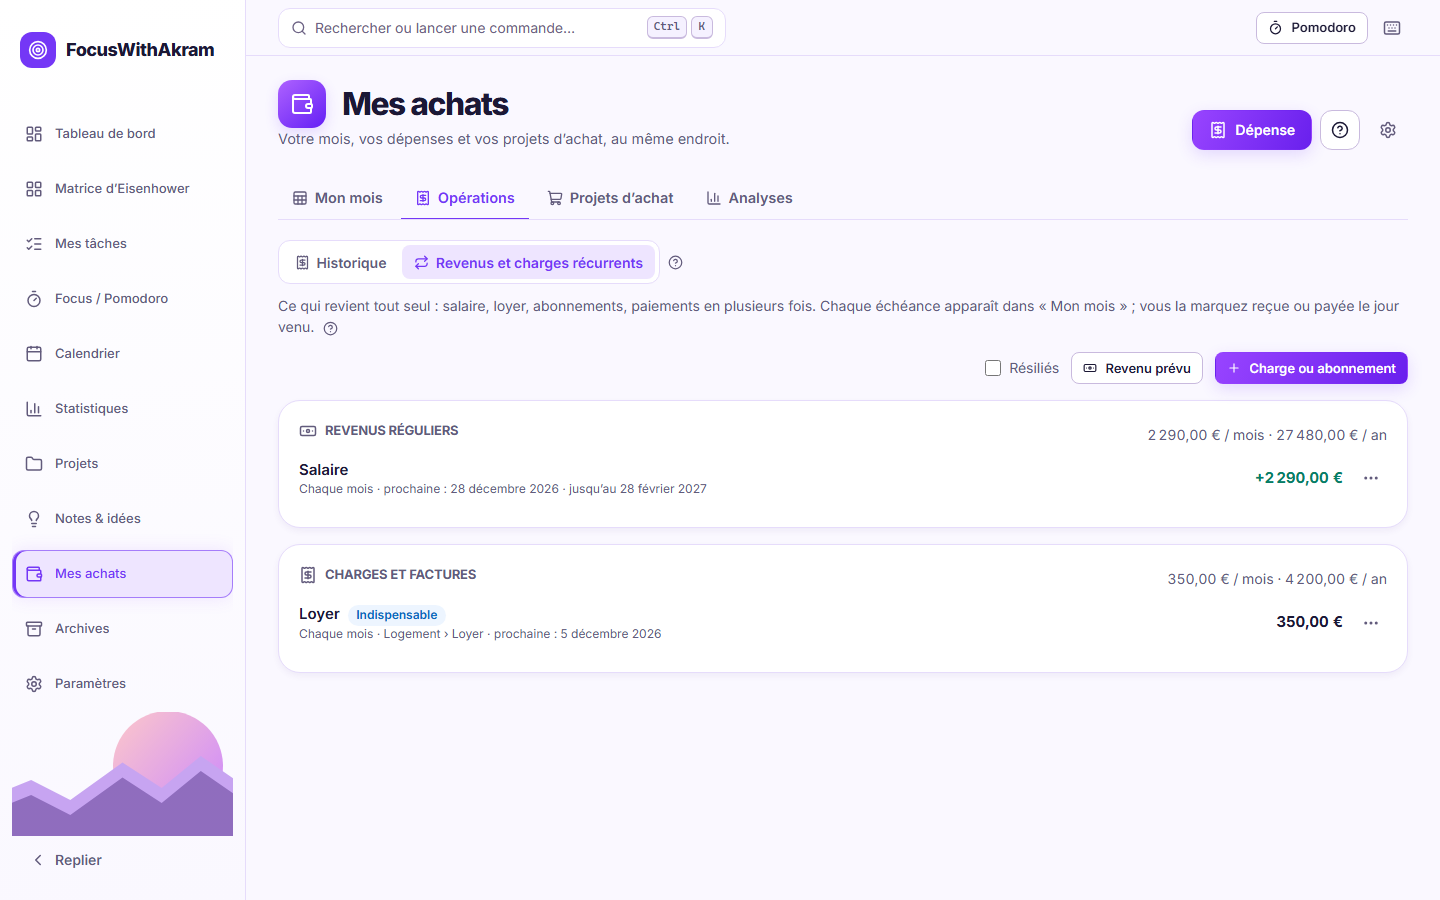 FocusWithAkram
Rechercher ou lancer une commande...
Ctrl K
Pomodoro
Tableau de bord
Matrice d’Eisenhower
Mes tâches
Focus / Pomodoro
Calendrier
Statistiques
Projets
Notes & idées
Mes achats
Archives
Paramètres
Replier
Mes achats
Votre mois, vos dépenses et vos projets d’achat, au même endroit.
Dépense
Mon mois
Opérations
Projets d’achat
Analyses
Historique
Revenus et charges récurrents
Ce qui revient tout seul : salaire, loyer, abonnements, paiements en plusieurs fois. Chaque échéance apparaît dans « Mon mois » ; vous la marquez reçue ou payée le jour
venu.
Résiliés
Revenu prévu
Charge ou abonnement
REVENUS RÉGULIERS
2 290,00 € / mois · 27 480,00 € / an
Salaire
Chaque mois · prochaine : 28 décembre 2026 · jusqu’au 28 février 2027
+2 290,00 €
CHARGES ET FACTURES
350,00 € / mois · 4 200,00 € / an
Loyer Indispensable
Chaque mois · Logement › Loyer · prochaine : 5 décembre 2026
350,00 €